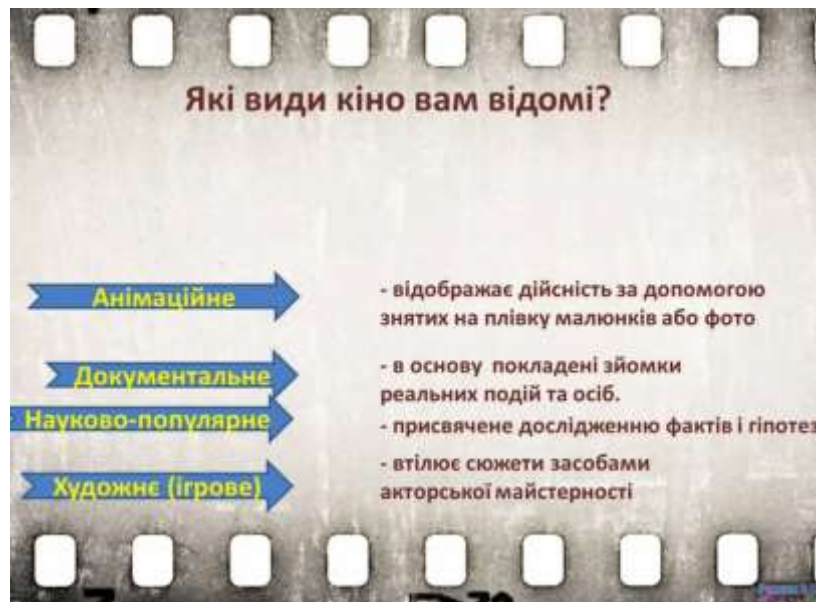 Які види кіно вам відомі?
Анімаційне
- відображає дійсність за допомогою
знятих на плівку малюнків або фото
Документальне
- в основу покладені зйомки
реальних подій та осіб.
Науково-популярне
- присвячене дослідженню фактів і гіпотез
Художнє (ігрове)
- втілює сюжети засобами
акторської майстерності